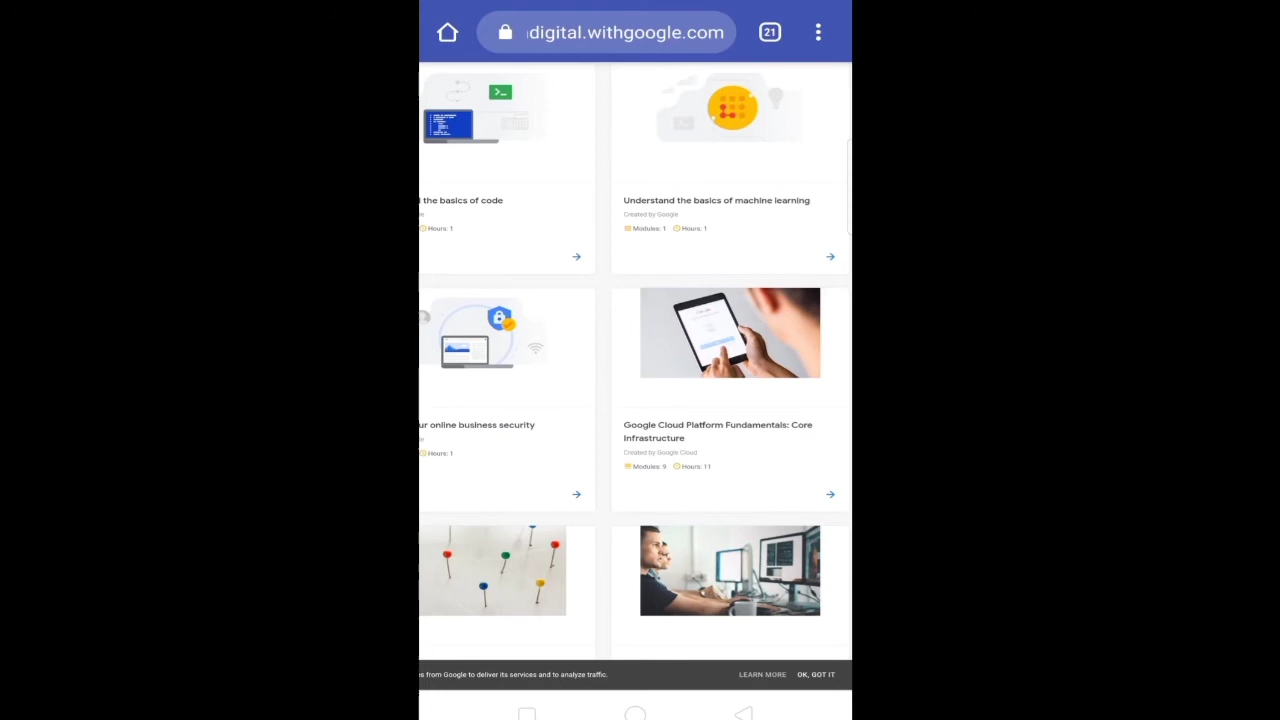 digital.withgoogle.com
21
the basics of code
Understand the basics of machine learning
Created by Google
Hours: 1
Modules: 1
Hours: 1
online business security
Google Cloud Platform Fundamentals: Core
Infrastructure
Created by Google Cloud
Hours: 1
Modules: 9
Hours: 11
from Google to deliver its services and to analyze traffic.
LEARN MORE
OK, GOT IT